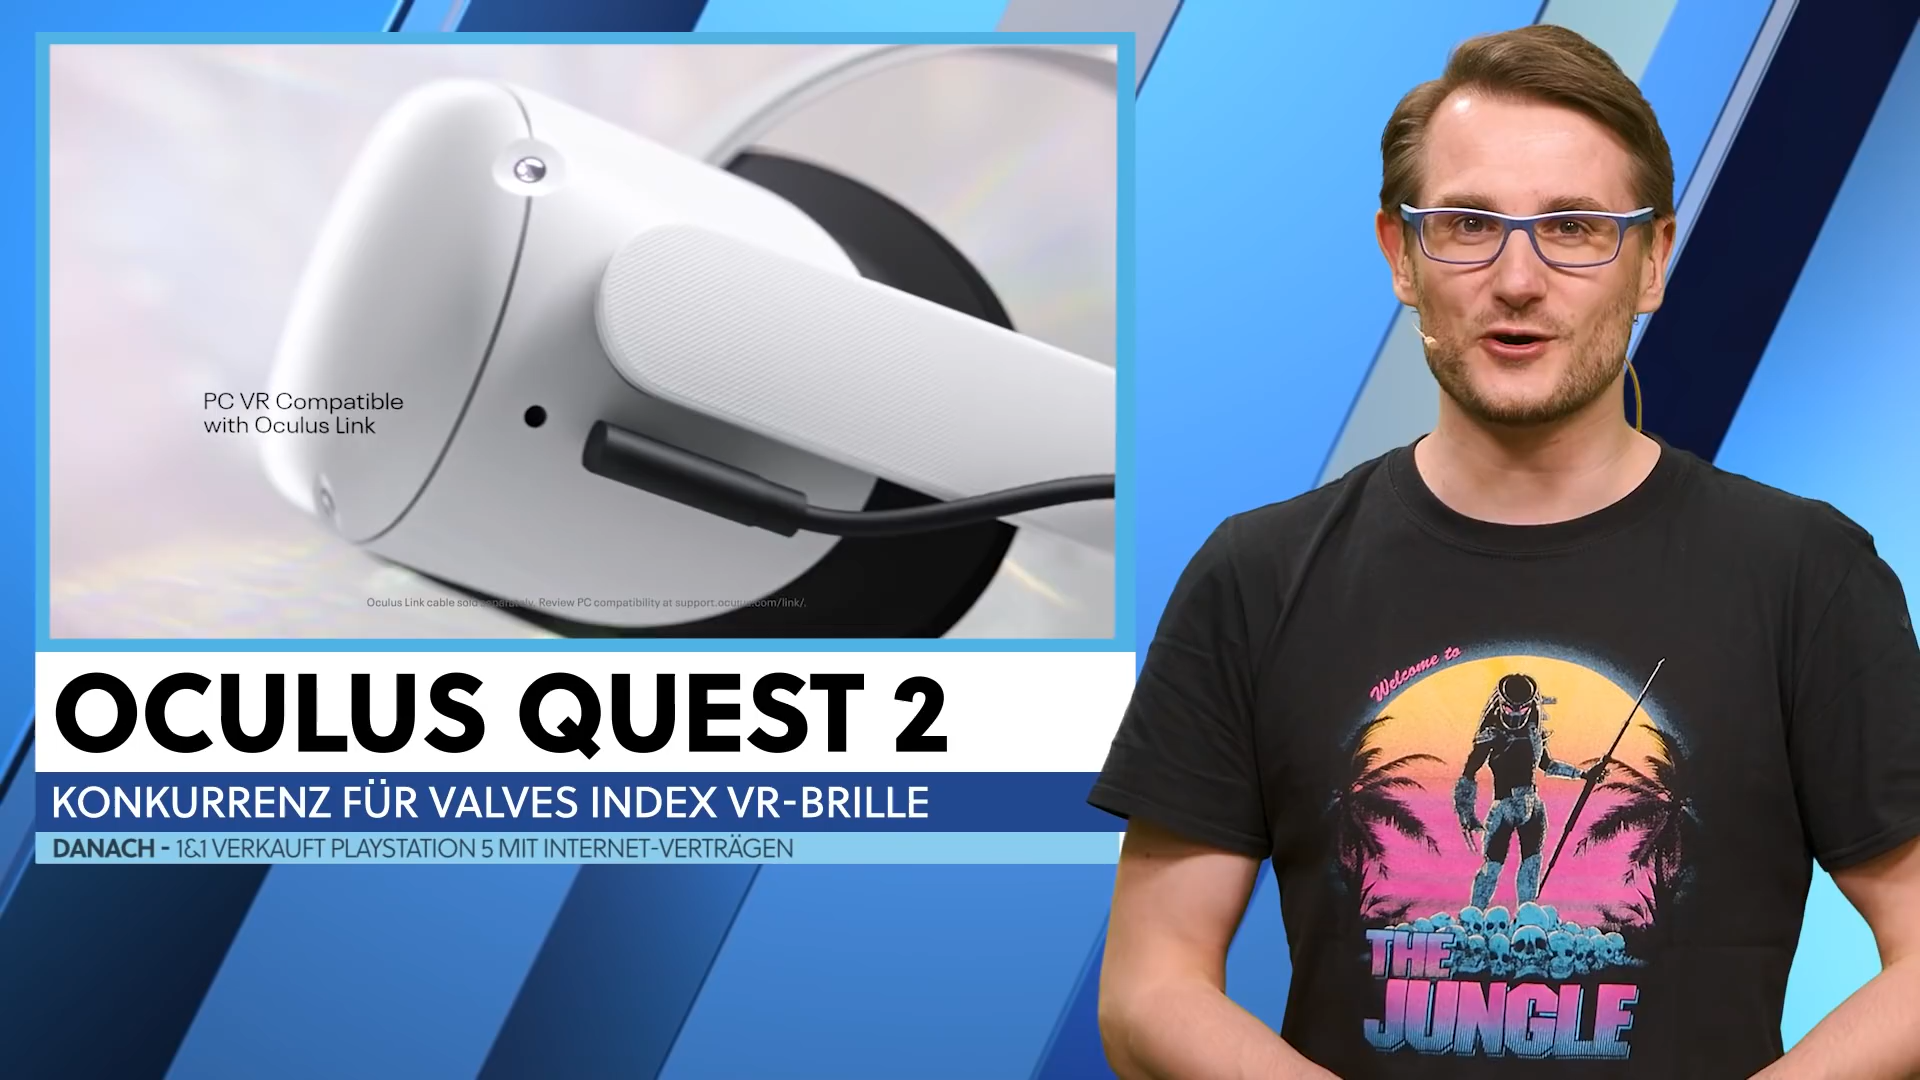 PC VR Compatible
with Oculus Link
Oculus Link cable sold separately. Review PC compatibility at support.oculus.com/link/.
OCULUS QUEST 2
KONKURRENZ FÜR VALVES INDEX VR-BRILLE
DANACH - 1&1 VERKAUFT PLAYSTATION 5 MIT INTERNET-VERTRÄGEN
Welcome to
THE
JUNGLE